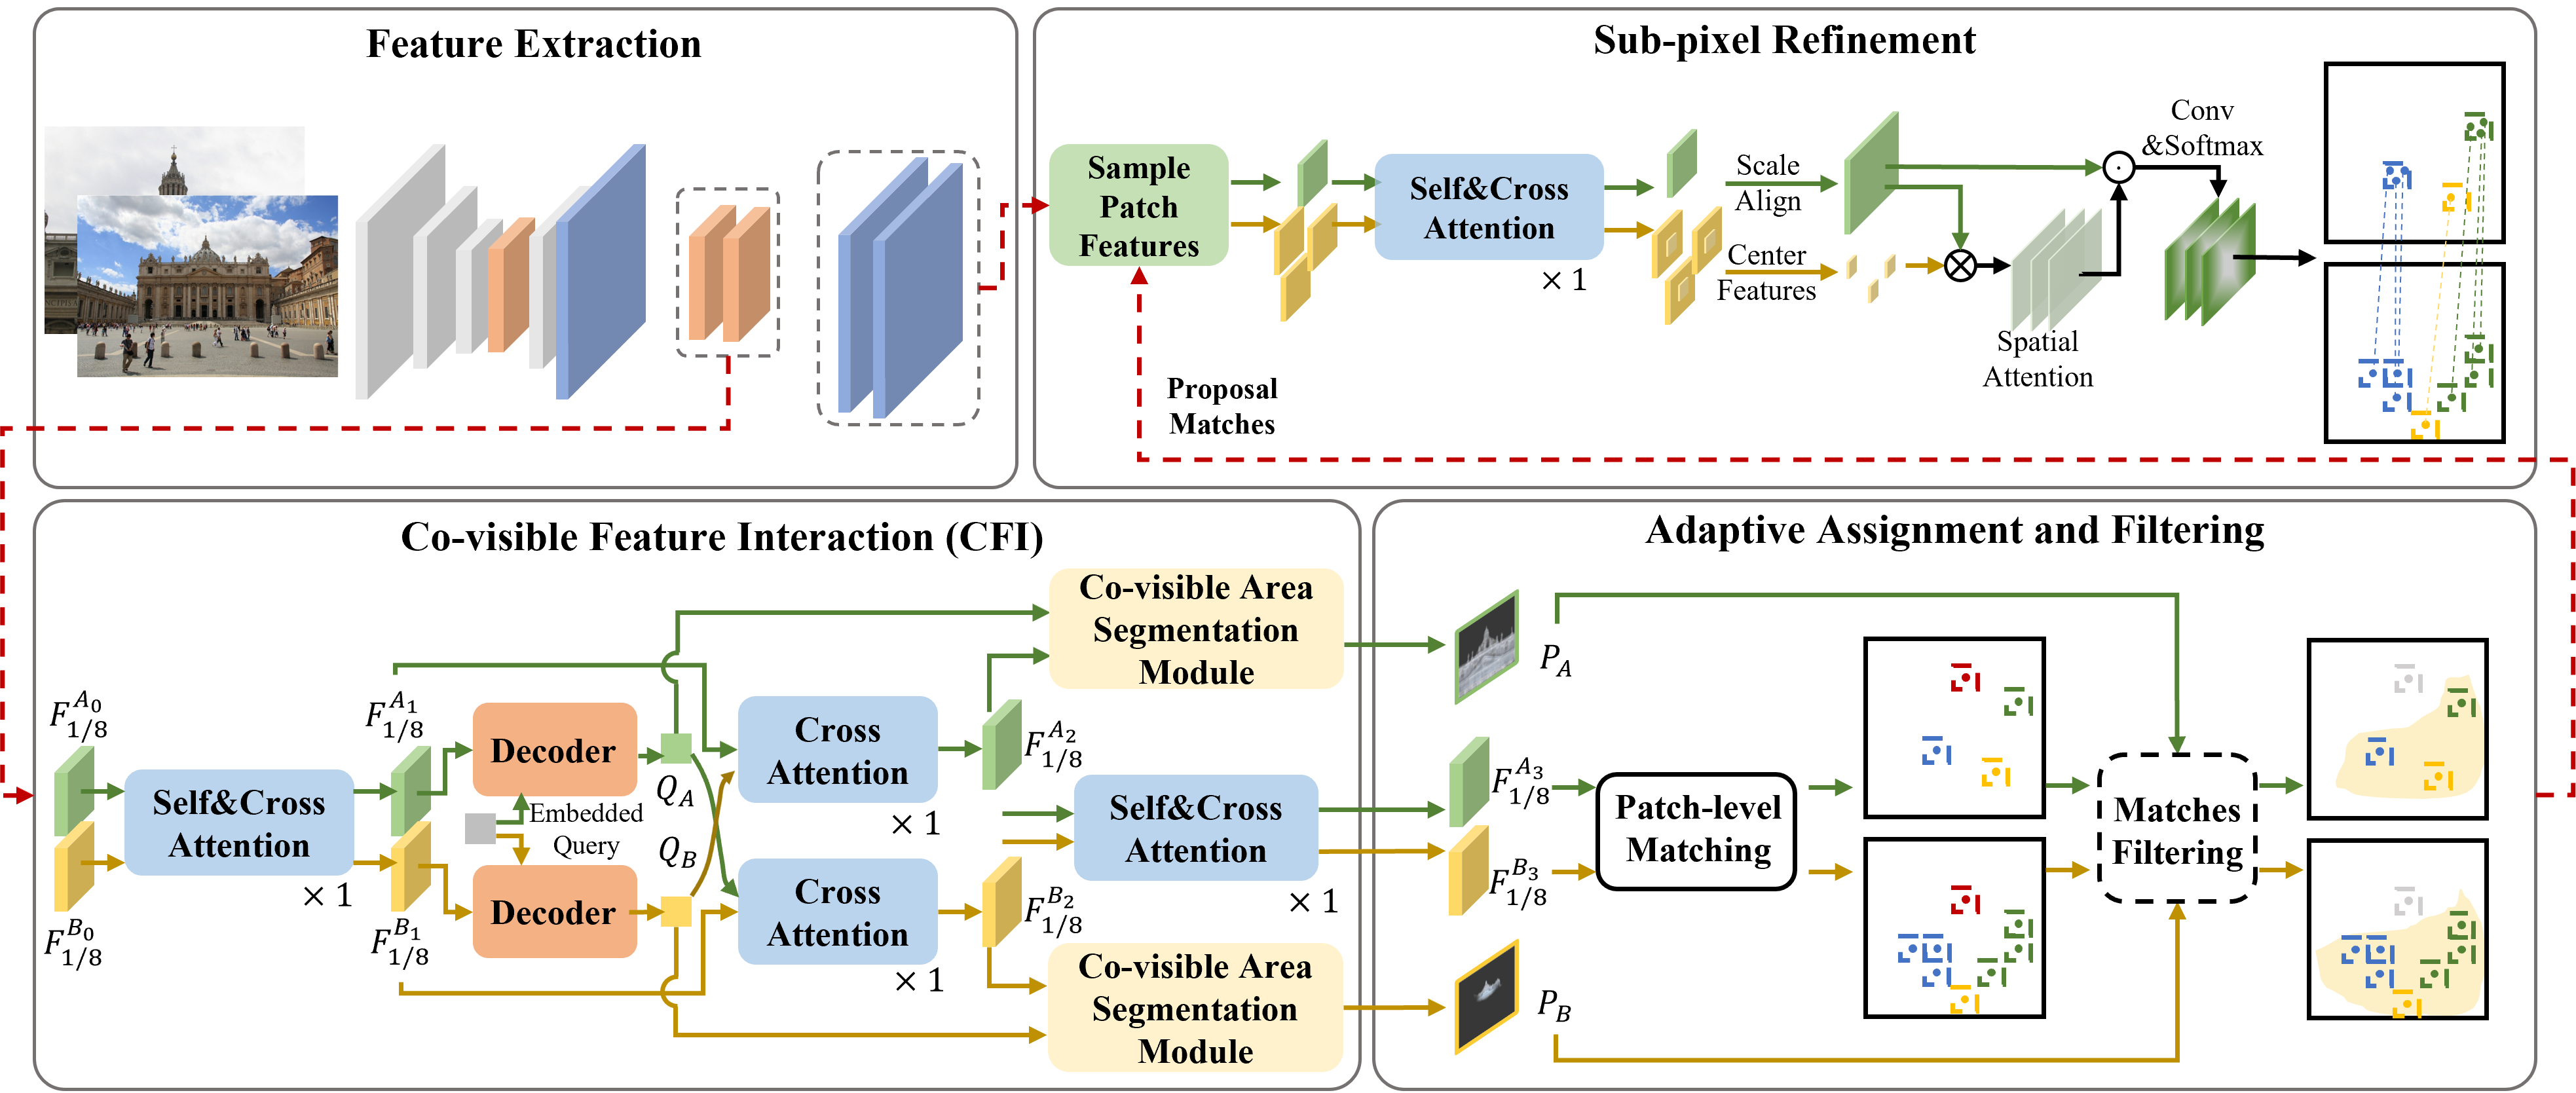 Feature Extraction
Sub-pixel Refinement
Sample
Patch
Features
Self&Cross
Attention
× 1
Scale
Align
Center
Features
Conv
&Softmax
Spatial
Attention
Proposal
Matches
Co-visible Feature Interaction (CFI)
F_{1/8}^{A_0}
F_{1/8}^{B_0}
Self&Cross
Attention
× 1
F_{1/8}^{A_1}
F_{1/8}^{B_1}
Decoder
Embedded
Query
Decoder
Q_A
Q_B
Cross
Attention
× 1
Cross
Attention
× 1
F_{1/8}^{A_2}
F_{1/8}^{B_2}
Co-visible Area
Segmentation
Module
Self&Cross
Attention
× 1
Co-visible Area
Segmentation
Module
Adaptive Assignment and Filtering
P_A
F_{1/8}^{A_3}
F_{1/8}^{B_3}
P_B
Patch-level
Matching
Matches
Filtering